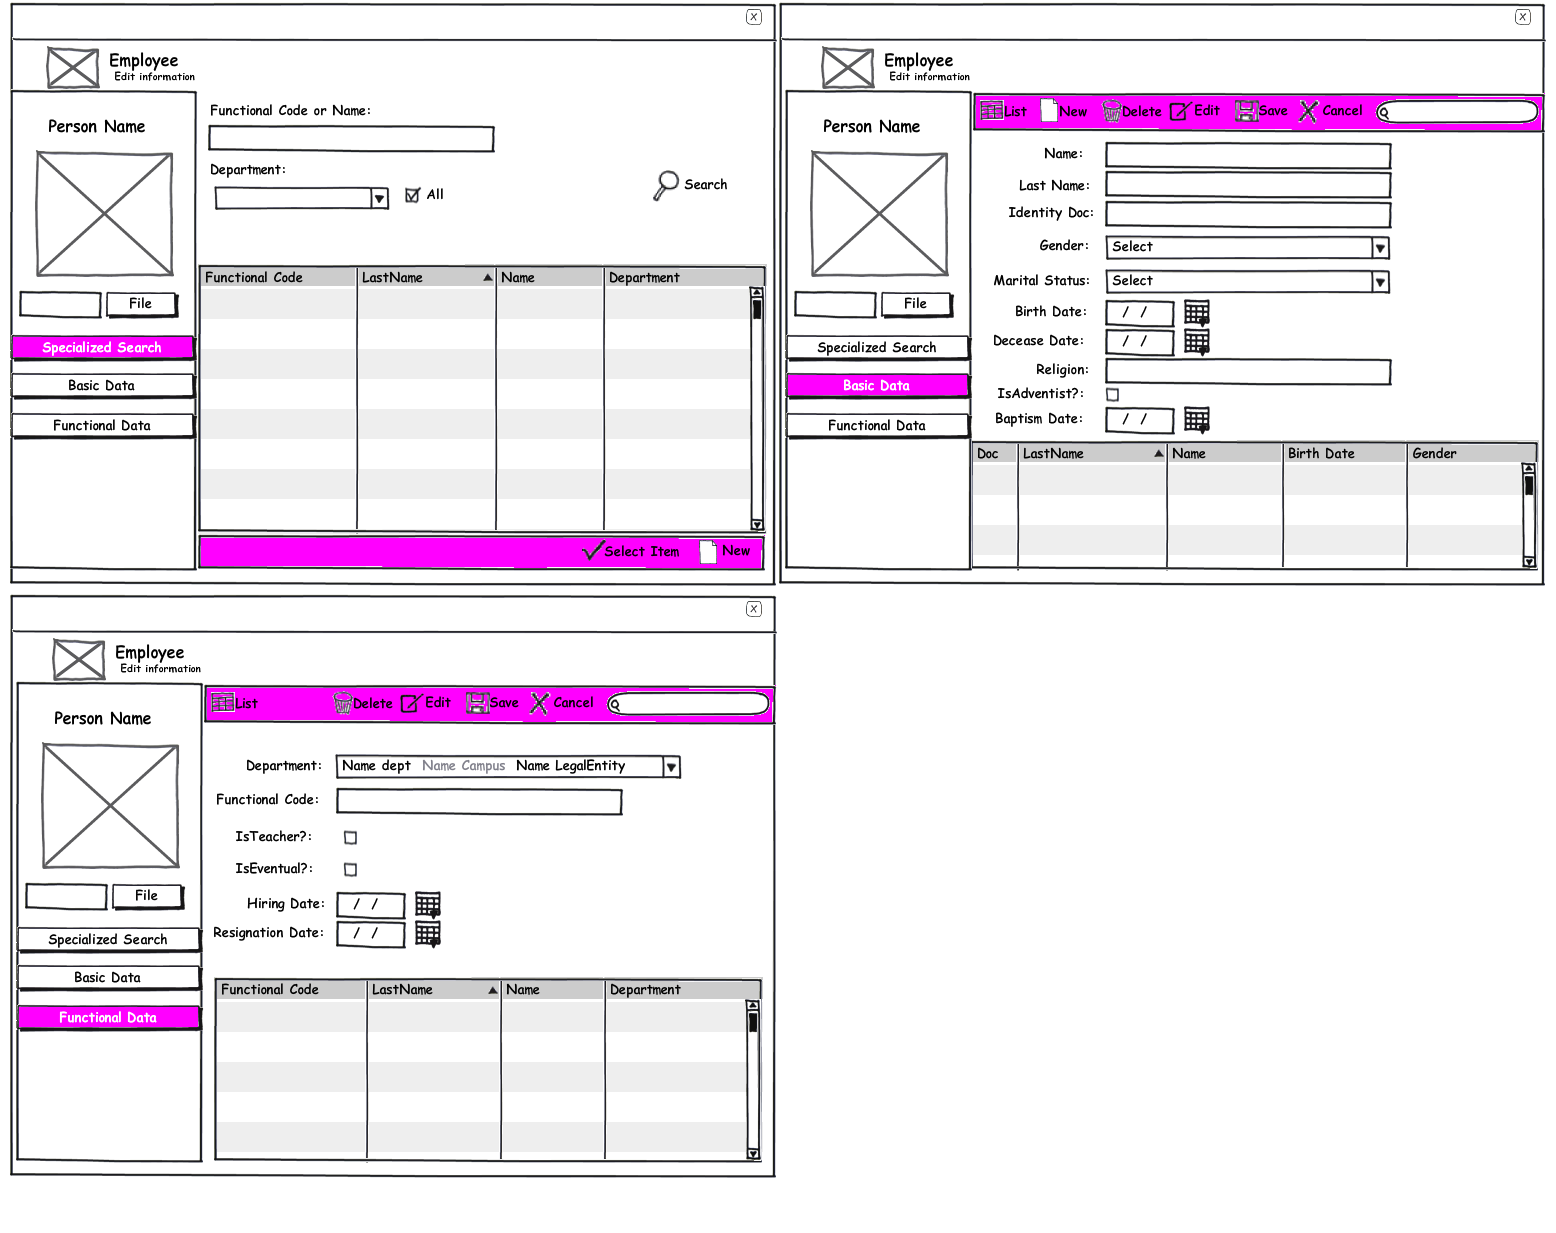 X
Employee
Edit information
Person Name
File
Specialized Search
Basic Data
Functional Data
Functional Code or Name:
Department:
All
Search
Functional Code LastName Name Department
Select Item New
X
Employee
Edit information
Person Name
File
Specialized Search
Basic Data
Functional Data
List New Delete Edit Save Cancel
Name:
Last Name:
Identity Doc:
Gender: Select
Marital Status: Select
Birth Date: / /
Decease Date: / /
Religion:
IsAdventist?:
Baptism Date: / /
Doc LastName Name Birth Date Gender
X
Employee
Edit information
Person Name
File
Specialized Search
Basic Data
Functional Data
List Delete Edit Save Cancel
Department: Name dept Name Campus Name LegalEntity
Functional Code:
IsTeacher?:
IsEventual?:
Hiring Date: / /
Resignation Date: / /
Functional Code LastName Name Department